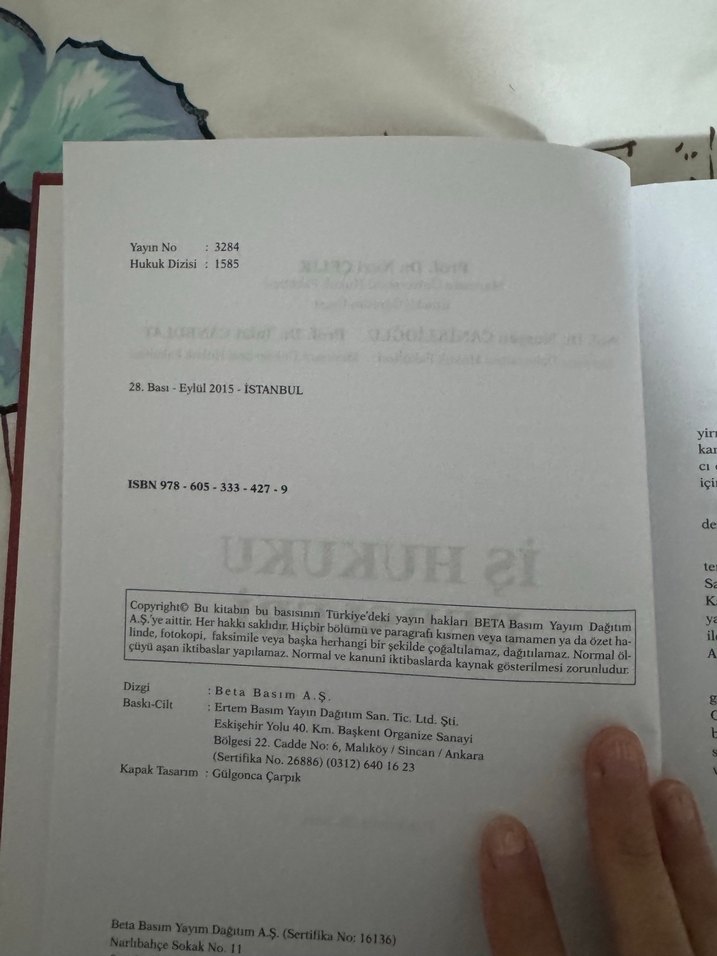 Yayın No : 3284
Hukuk Dizisi : 1585
28. Bası - Eylül 2015 - İSTANBUL
ISBN 978 - 605 - 333 - 427 - 9
İŞ HUKUKU
Copyright© Bu kitabın bu basısının Türkiye'deki yayın hakları BETA Basım Yayım Dağıtım
A.Ş.'ye aittir. Her hakkı saklıdır. Hiçbir bölümü ve paragrafı kısmen veya tamamen ya da özet ha-
linde, fotokopi, faksimile veya başka herhangi bir şekilde çoğaltılamaz, dağıtılamaz. Normal öl-
çüyü aşan iktibaslar yapılamaz. Normal ve kanuni iktibaslarda kaynak gösterilmesi zorunludur.
Dizgi : Beta Basım A.Ş.
Baskı-Cilt : Ertem Basım Yayın Dağıtım San. Tic. Ltd. Şti.
Eskişehir Yolu 40. Km. Başkent Organize Sanayi
Bölgesi 22. Cadde No: 6, Malıköy / Sincan / Ankara
(Sertifika No. 26886) (0312) 640 16 23
Kapak Tasarım : Gülgonca Çarpık
Beta Basım Yayım Dağıtım A.Ş. (Sertifika No: 16136)
Narlıbahçe Sokak No. 11